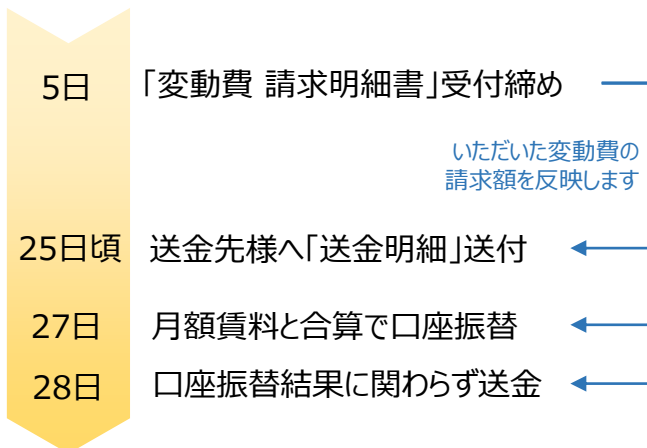 5日 「変動費 請求明細書」受付締め
いただいた変動費の
請求額を反映します
25日頃 送金先様へ「送金明細」送付
27日 月額賃料と合算で口座振替
28日 口座振替結果に関わらず送金